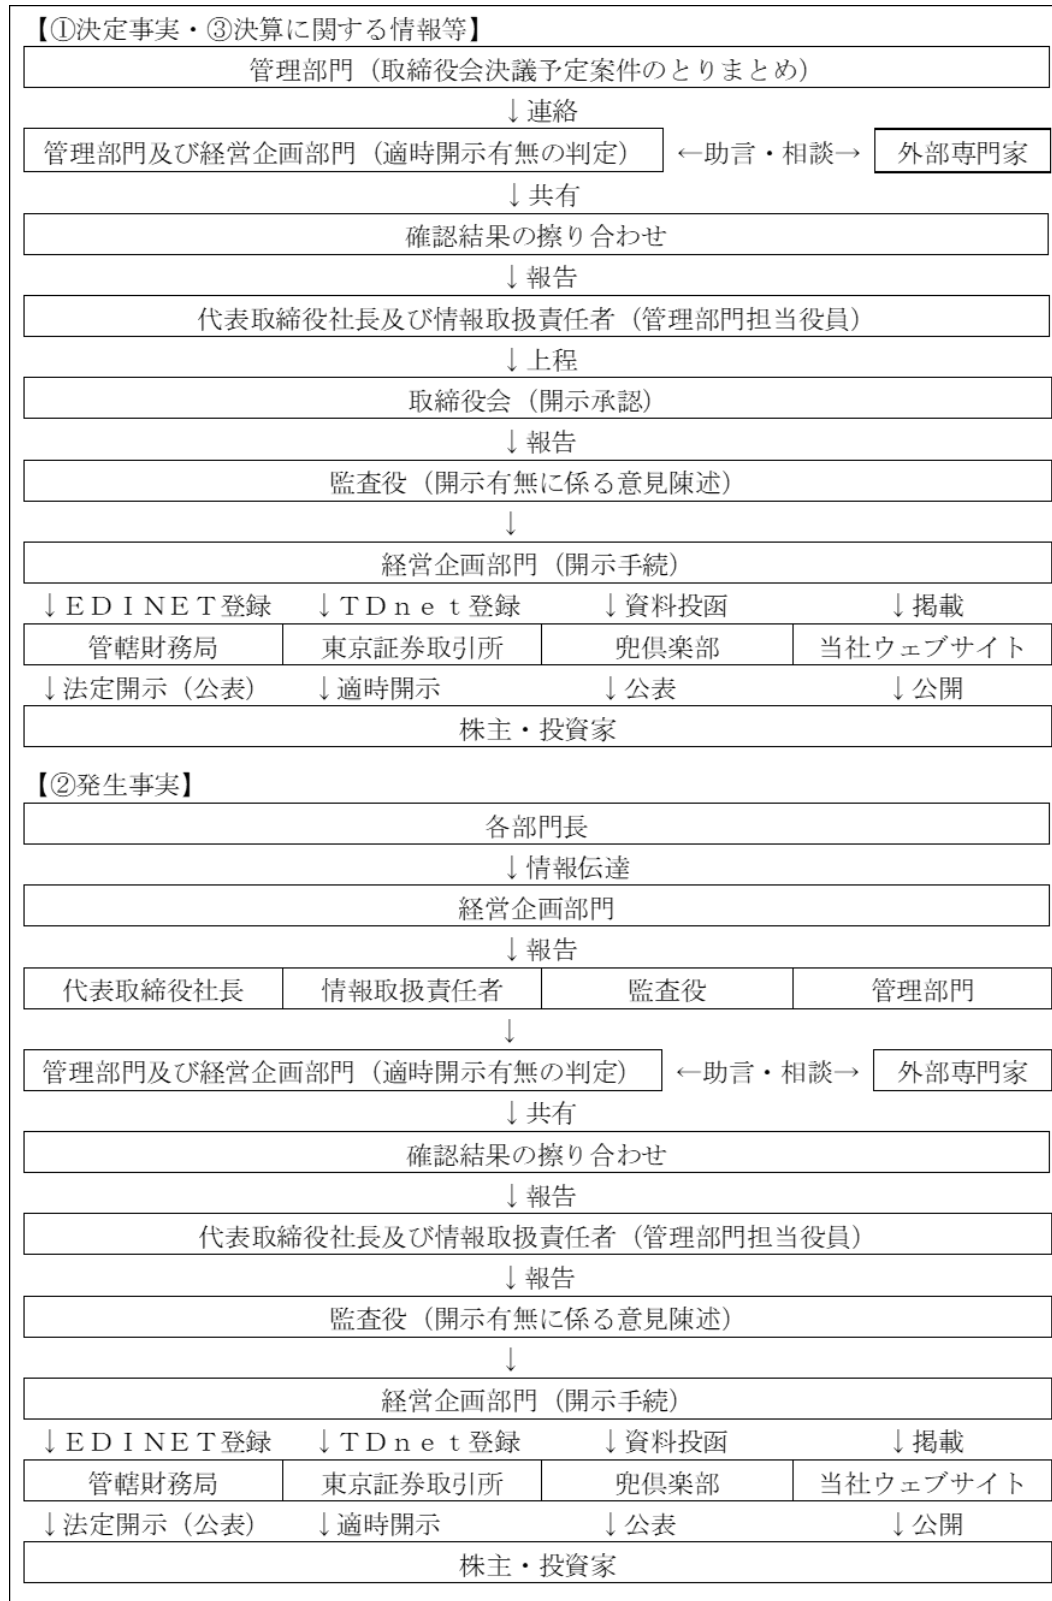 【①決定事実・③決算に関する情報等】
管理部門（取締役会決議予定案件のとりまとめ）
↓連絡
管理部門及び経営企画部門（適時開示有無の判定） ←助言・相談→ 外部専門家
↓共有
確認結果の擦り合わせ
↓報告
代表取締役社長及び情報取扱責任者（管理部門担当役員）
↓上程
取締役会（開示承認）
↓報告
監査役（開示有無に係る意見陳述）
↓
経営企画部門（開示手続）
↓ＥＤＩＮＥＴ登録 ↓ＴＤｎｅｔ登録 ↓資料投函 ↓掲載
管轄財務局 東京証券取引所 兜倶楽部 当社ウェブサイト
↓法定開示（公表） ↓適時開示 ↓公表 ↓公開
株主・投資家
【②発生事実】
各部門長
↓情報伝達
経営企画部門
↓報告
代表取締役社長 情報取扱責任者 監査役 管理部門
↓
管理部門及び経営企画部門（適時開示有無の判定） ←助言・相談→ 外部専門家
↓共有
確認結果の擦り合わせ
↓報告
代表取締役社長及び情報取扱責任者（管理部門担当役員）
↓報告
監査役（開示有無に係る意見陳述）
↓
経営企画部門（開示手続）
↓ＥＤＩＮＥＴ登録 ↓ＴＤｎｅｔ登録 ↓資料投函 ↓掲載
管轄財務局 東京証券取引所 兜倶楽部 当社ウェブサイト
↓法定開示（公表） ↓適時開示 ↓公表 ↓公開
株主・投資家